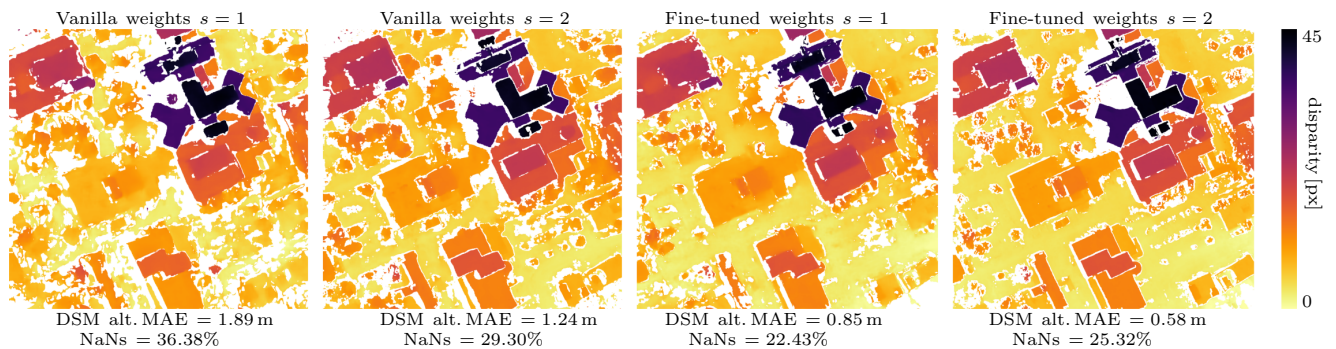 Vanilla weights s = 1
Vanilla weights s = 2
Fine-tuned weights s = 1
Fine-tuned weights s = 2
45
disparity [px]
0
DSM alt. MAE = 1.89 m
NaNs = 36.38%
DSM alt. MAE = 1.24 m
NaNs = 29.30%
DSM alt. MAE = 0.85 m
NaNs = 22.43%
DSM alt. MAE = 0.58 m
NaNs = 25.32%